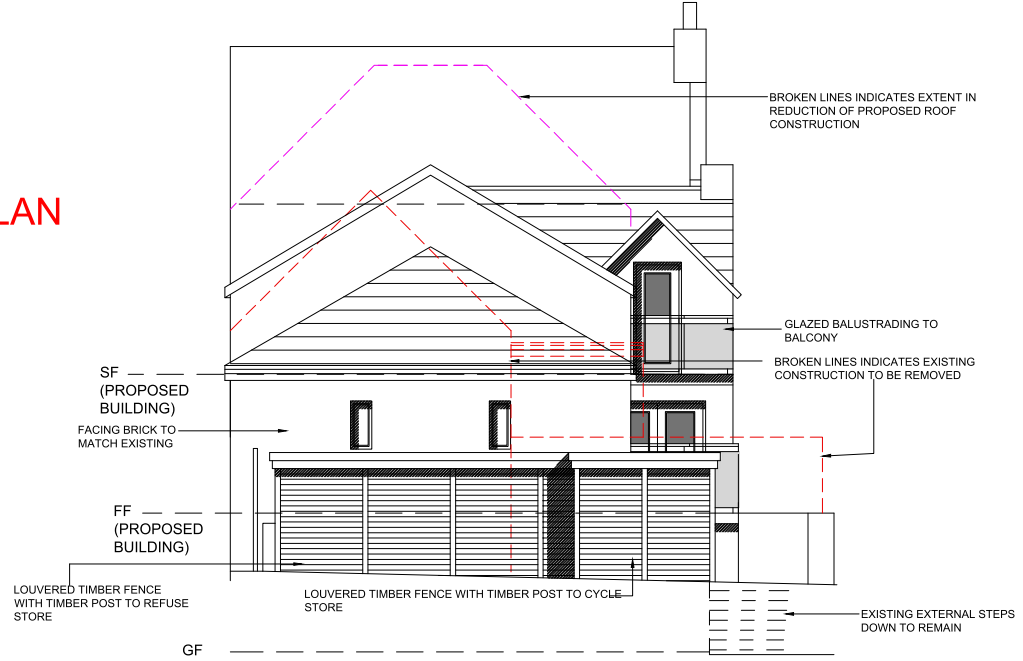 BROKEN LINES INDICATES EXTENT IN
REDUCTION OF PROPOSED ROOF
CONSTRUCTION
LAN
GLAZED BALUSTRADING TO
BALCONY
BROKEN LINES INDICATES EXISTING
CONSTRUCTION TO BE REMOVED
SF
(PROPOSED
BUILDING)
FACING BRICK TO
MATCH EXISTING
FF
(PROPOSED
BUILDING)
LOUVERED TIMBER FENCE
WITH TIMBER POST TO REFUSE
STORE
LOUVERED TIMBER FENCE WITH TIMBER POST TO CYCLE
STORE
EXISTING EXTERNAL STEPS
DOWN TO REMAIN
GF